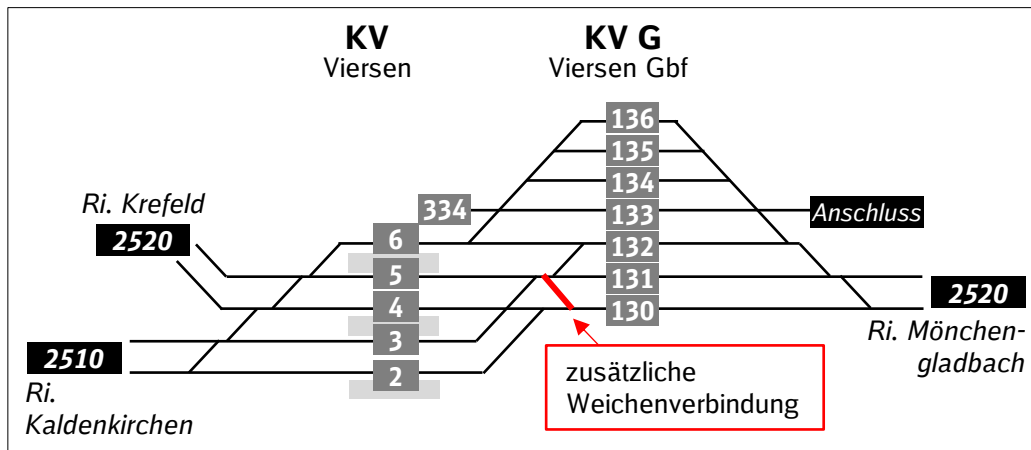 KV
Viersen
KV G
Viersen Gbf
136
135
134
334
133
Anschluss
Ri. Krefeld
2520
6
132
5
131
4
130
2520
Ri. Mönchen-
gladbach
3
2510
2
Ri.
Kaldenkirchen
zusätzliche
Weichenverbindung